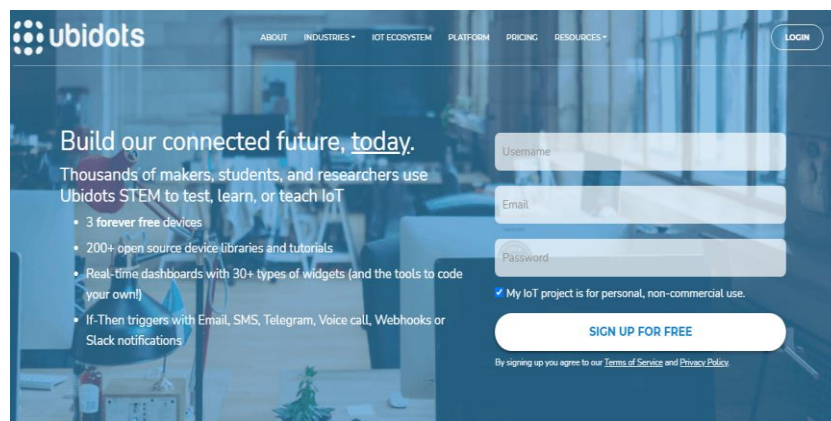 ubidots
ABOUT INDUSTRIES IOT ECOSYSTEM PLATFORM PRICING RESOURCES LOGIN
Build our connected future, today.
Thousands of makers, students, and researchers use
Ubidots STEM to test, learn, or teach IoT
• 3 forever free devices
• 200+ open source device libraries and tutorials
• Real-time dashboards with 30+ types of widgets (and the tools to code
your own!)
• If-Then triggers with Email, SMS, Telegram, Voice call, Webhooks or
Slack notifications
Username
Email
Password
My IoT project is for personal, non-commercial use.
SIGN UP FOR FREE
By signing up you agree to our Terms of Service and Privacy Policy.